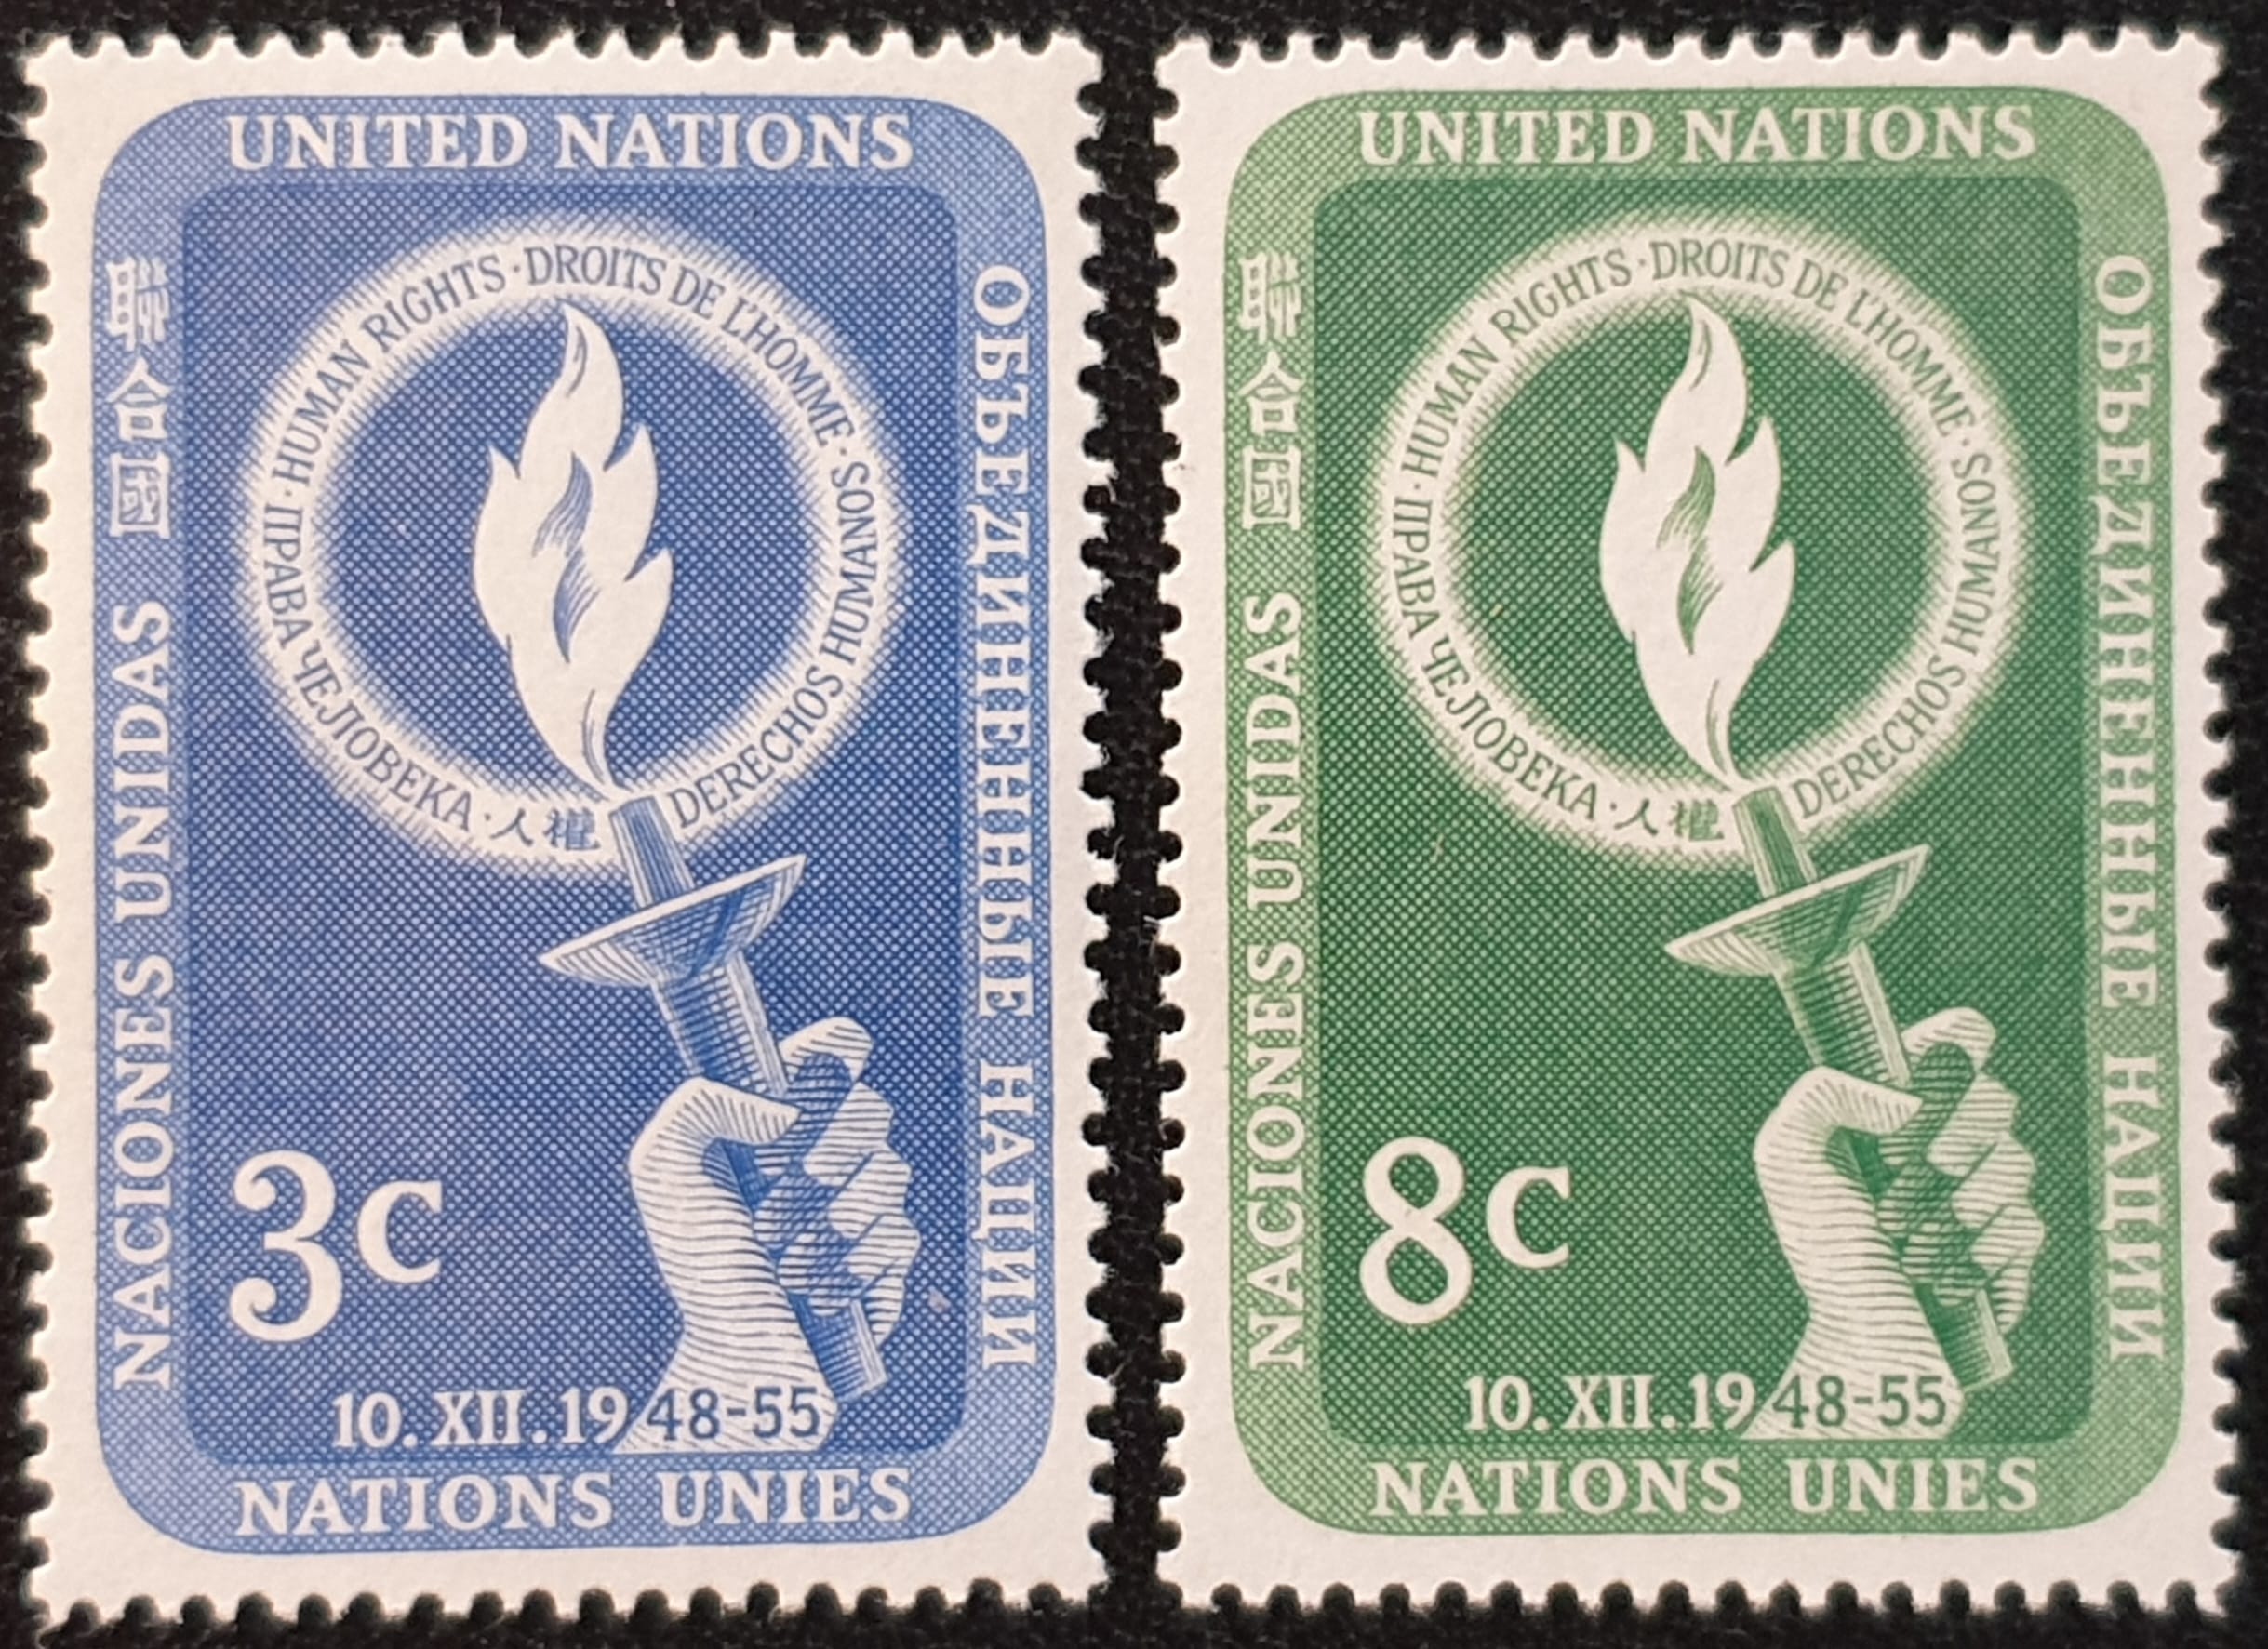 UNITED NATIONS
聯合國
NACIONES UNIDAS
ОБЪЕДИНЕННЫЕ НАЦИИ
HUMAN RIGHTS · DROITS DE L'HOMME · DERECHOS HUMANOS
人權 · ПРАВА ЧЕЛОВЕКА ·
3c
10. XII. 1948-55
NATIONS UNIES
UNITED NATIONS
聯合國
NACIONES UNIDAS
ОБЪЕДИНЕННЫЕ НАЦИИ
HUMAN RIGHTS · DROITS DE L'HOMME · DERECHOS HUMANOS
人權 · ПРАВА ЧЕЛОВЕКА ·
8c
10. XII. 1948-55
NATIONS UNIES